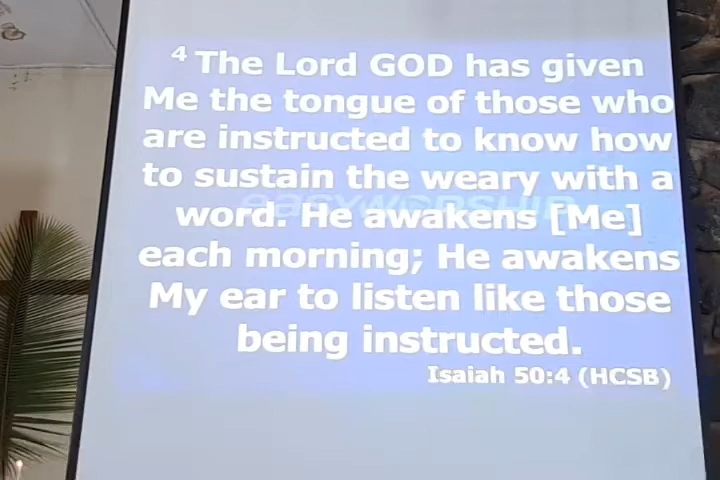 4 The Lord GOD has given
Me the tongue of those who
are instructed to know how
to sustain the weary with a
word. He awakens [Me]
each morning; He awakens
My ear to listen like those
being instructed.
Isaiah 50:4 (HCSB)
easyworship